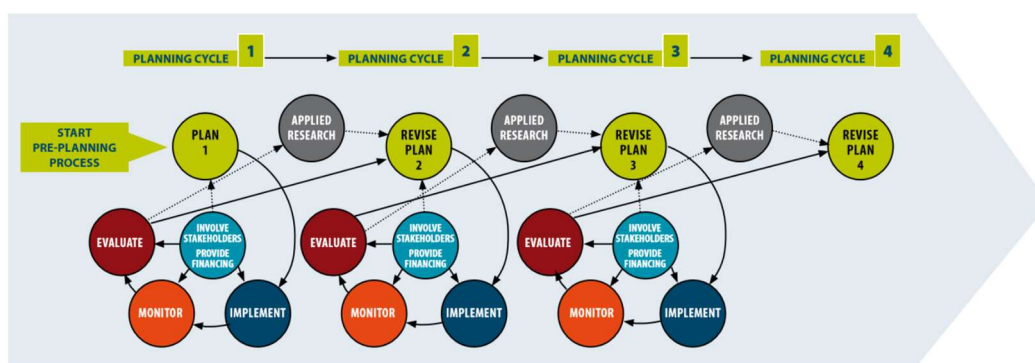 PLANNING CYCLE 1
PLANNING CYCLE 2
PLANNING CYCLE 3
PLANNING CYCLE 4
START
PRE-PLANNING
PROCESS
PLAN
1
APPLIED
RESEARCH
REVISE
PLAN
2
APPLIED
RESEARCH
REVISE
PLAN
3
APPLIED
RESEARCH
REVISE
PLAN 4
EVALUATE
INVOLVE
STAKEHOLDERS
PROVIDE
FINANCING
EVALUATE
INVOLVE
STAKEHOLDERS
PROVIDE
FINANCING
EVALUATE
INVOLVE
STAKEHOLDERS
PROVIDE
FINANCING
MONITOR
IMPLEMENT
MONITOR
IMPLEMENT
MONITOR
IMPLEMENT